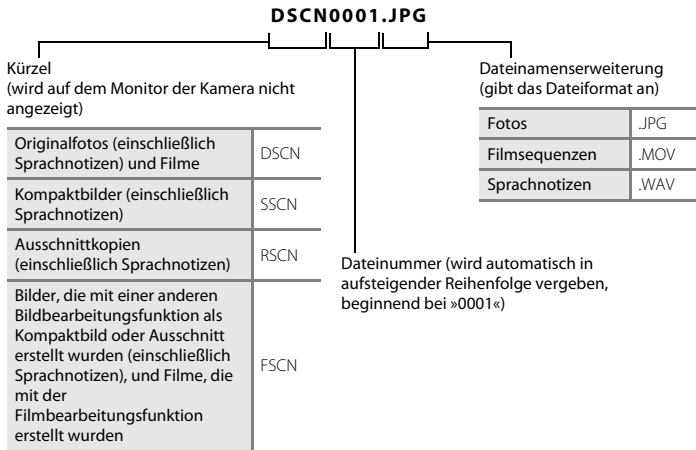 DSCN0001.JPG
Kürzel
(wird auf dem Monitor der Kamera nicht
angezeigt)
Originalfotos (einschließlich
Sprachnotizen) und Filme
DSCN
Kompaktbilder (einschließlich
Sprachnotizen)
SSCN
Ausschnittkopien
(einschließlich Sprachnotizen)
RSCN
Bilder, die mit einer anderen
Bildbearbeitungsfunktion als
Kompaktbild oder Ausschnitt
erstellt wurden (einschließlich
Sprachnotizen), und Filme, die
mit der
Filmbearbeitungsfunktion
erstellt wurden
FSCN
Dateinummer (wird automatisch in
aufsteigender Reihenfolge vergeben,
beginnend bei »0001«)
Dateinamenserweiterung
(gibt das Dateiformat an)
Fotos
.JPG
Filmsequenzen
.MOV
Sprachnotizen
.WAV